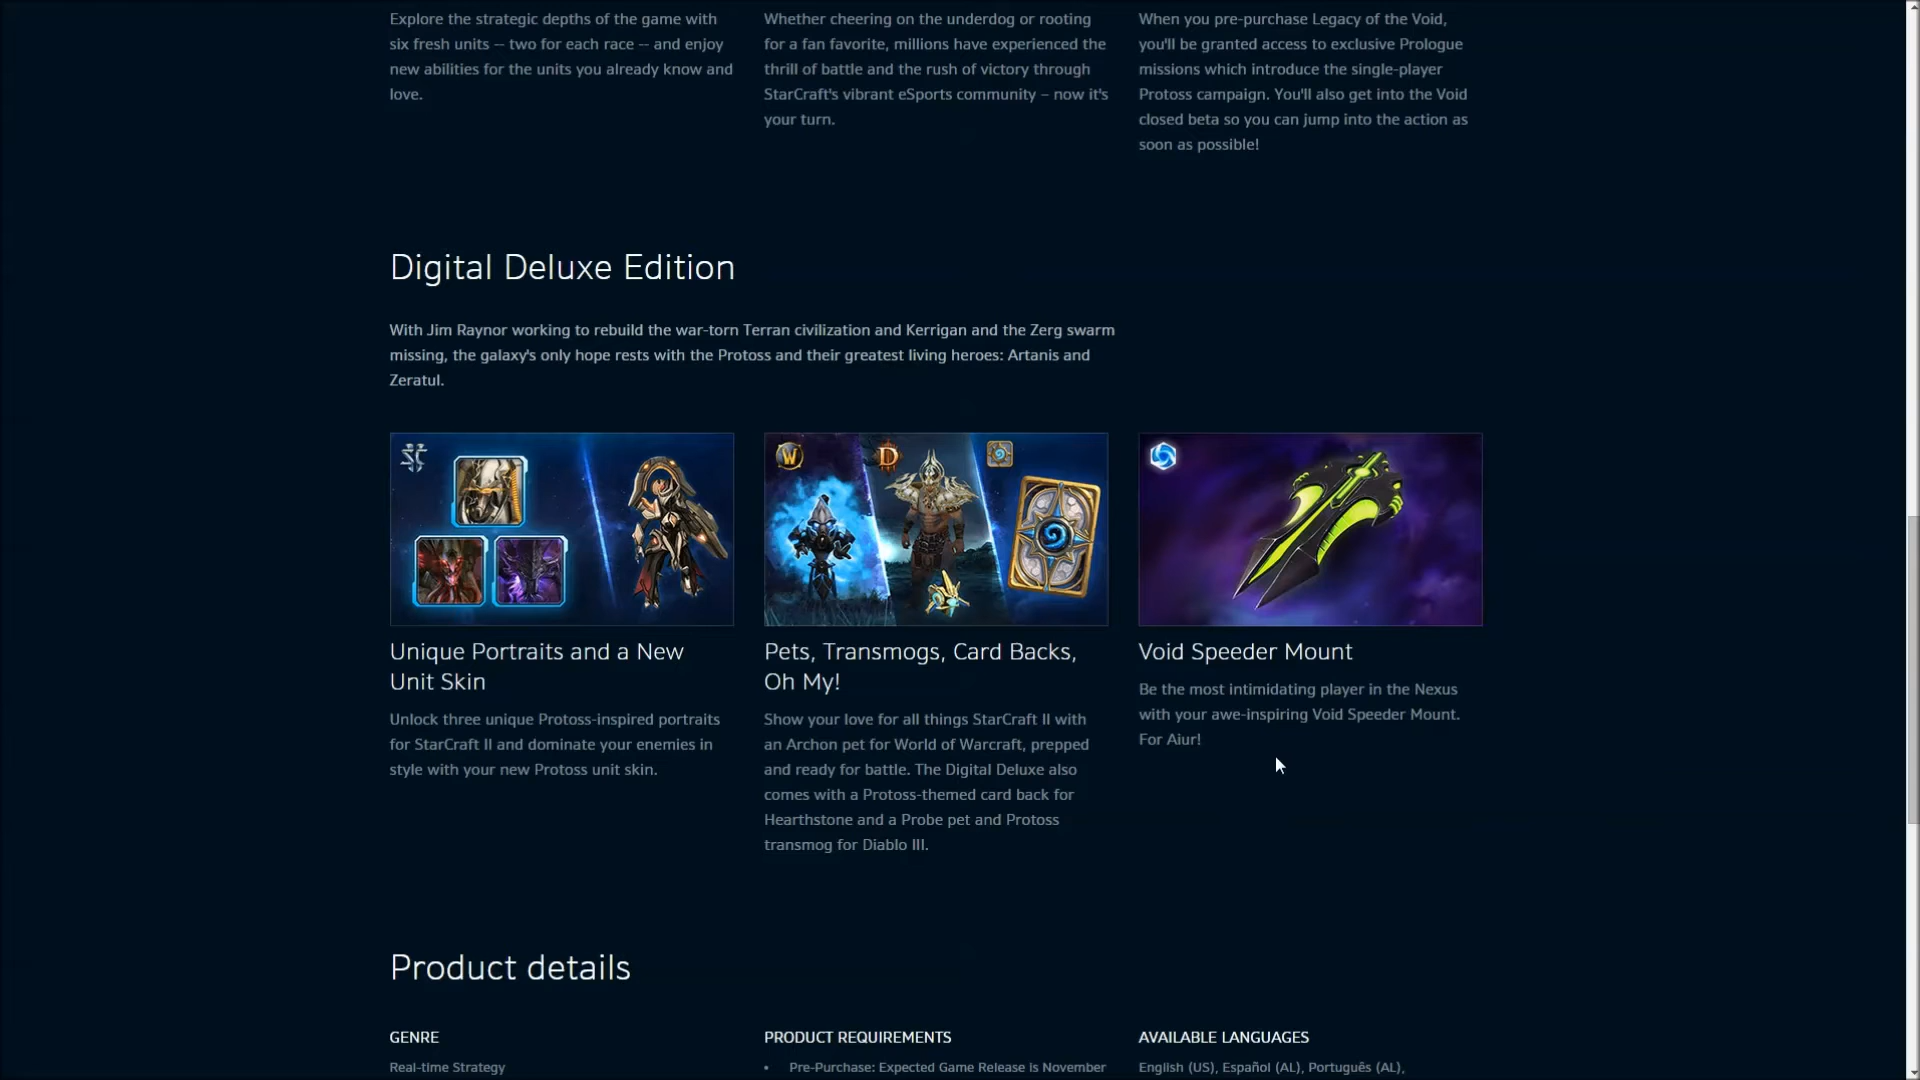 Explore the strategic depths of the game with
six fresh units -- two for each race -- and enjoy
new abilities for the units you already know and
love.
Whether cheering on the underdog or rooting
for a fan favorite, millions have experienced the
thrill of battle and the rush of victory through
StarCraft's vibrant eSports community – now it's
your turn.
When you pre-purchase Legacy of the Void,
you'll be granted access to exclusive Prologue
missions which introduce the single-player
Protoss campaign. You'll also get into the Void
closed beta so you can jump into the action as
soon as possible!
Digital Deluxe Edition
With Jim Raynor working to rebuild the war-torn Terran civilization and Kerrigan and the Zerg swarm
missing, the galaxy's only hope rests with the Protoss and their greatest living heroes: Artanis and
Zeratul.
W
D
Unique Portraits and a New
Unit Skin
Unlock three unique Protoss-inspired portraits
for StarCraft II and dominate your enemies in
style with your new Protoss unit skin.
Pets, Transmogs, Card Backs,
Oh My!
Show your love for all things StarCraft II with
an Archon pet for World of Warcraft, prepped
and ready for battle. The Digital Deluxe also
comes with a Protoss-themed card back for
Hearthstone and a Probe pet and Protoss
transmog for Diablo III.
Void Speeder Mount
Be the most intimidating player in the Nexus
with your awe-inspiring Void Speeder Mount.
For Aiur!
Product details
GENRE
Real-time Strategy
PRODUCT REQUIREMENTS
• Pre-Purchase: Expected Game Release is November
AVAILABLE LANGUAGES
English (US), Español (AL), Português (AL),